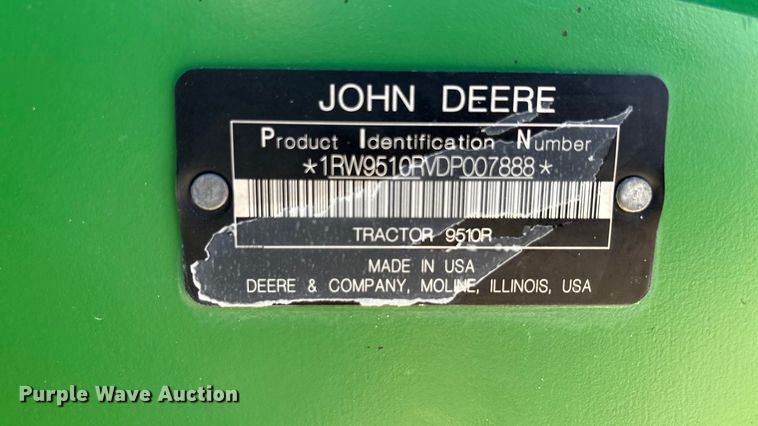 JOHN DEERE
Product Identification Number
*1RW9510RVDP007888*
TRACTOR 9510R
MADE IN USA
DEERE & COMPANY, MOLINE, ILLINOIS, USA
Purple Wave Auction®